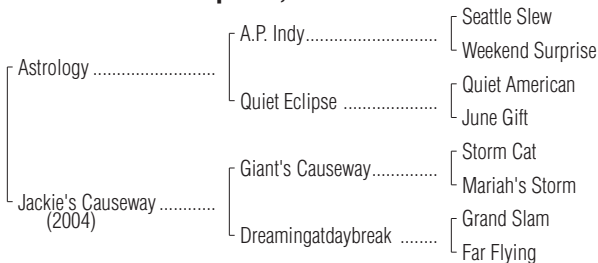 Seattle Slew
A.P. Indy................................
Weekend Surprise
Astrology .............................
Quiet American
Quiet Eclipse ......................
June Gift
Storm Cat
Giant's Causeway................
Mariah's Storm
Jackie's Causeway .............
(2004)
Grand Slam
Dreamingatdaybreak .........
Far Flying